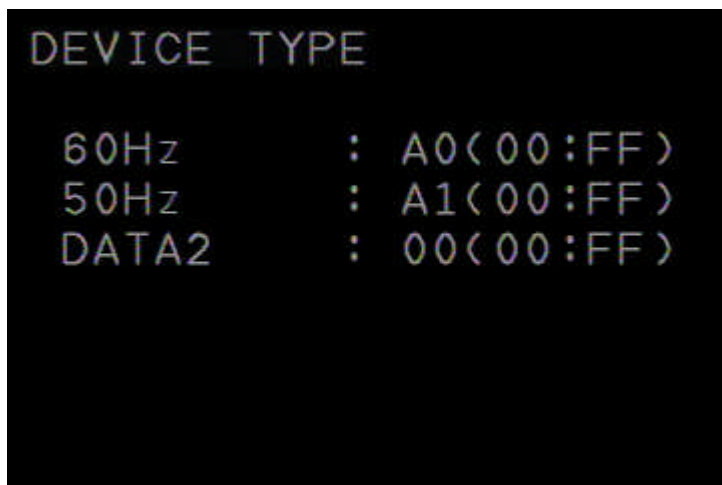 DEVICE TYPE
60Hz : A0(00:FF)
50Hz : A1(00:FF)
DATA2 : 00(00:FF)